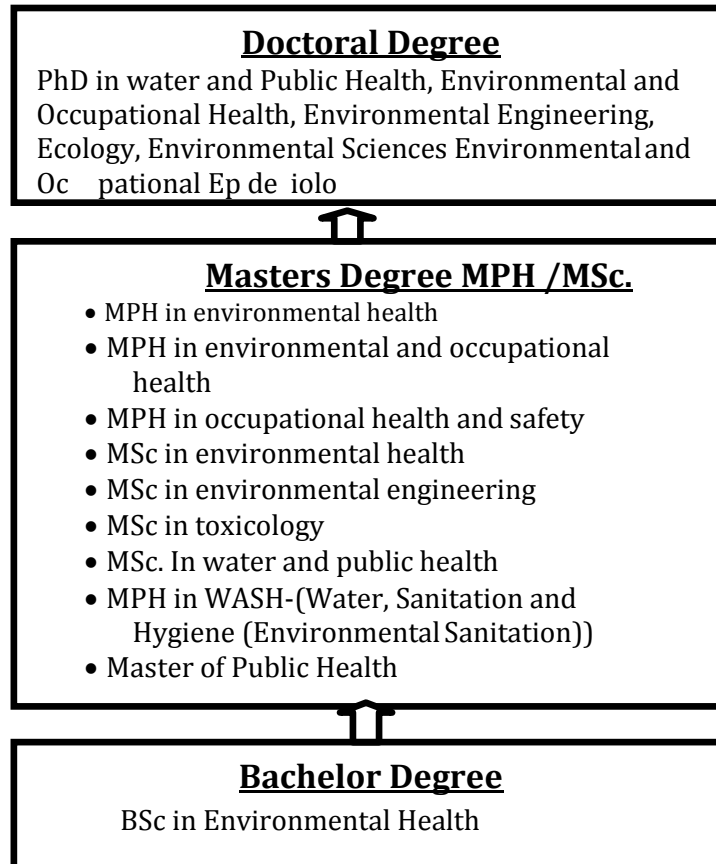 Doctoral Degree
PhD in water and Public Health, Environmental and
Occupational Health, Environmental Engineering,
Ecology, Environmental Sciences Environmental and
Masters Degree MPH /MSc.
• MPH in environmental health
• MPH in environmental and occupational
health
• MPH in occupational health and safety
• MSc in environmental health
• MSc in environmental engineering
• MSc in toxicology
• MSc. In water and public health
• MPH in WASH-(Water, Sanitation and
Hygiene (Environmental Sanitation))
• Master of Public Health
Bachelor Degree
BSc in Environmental Health